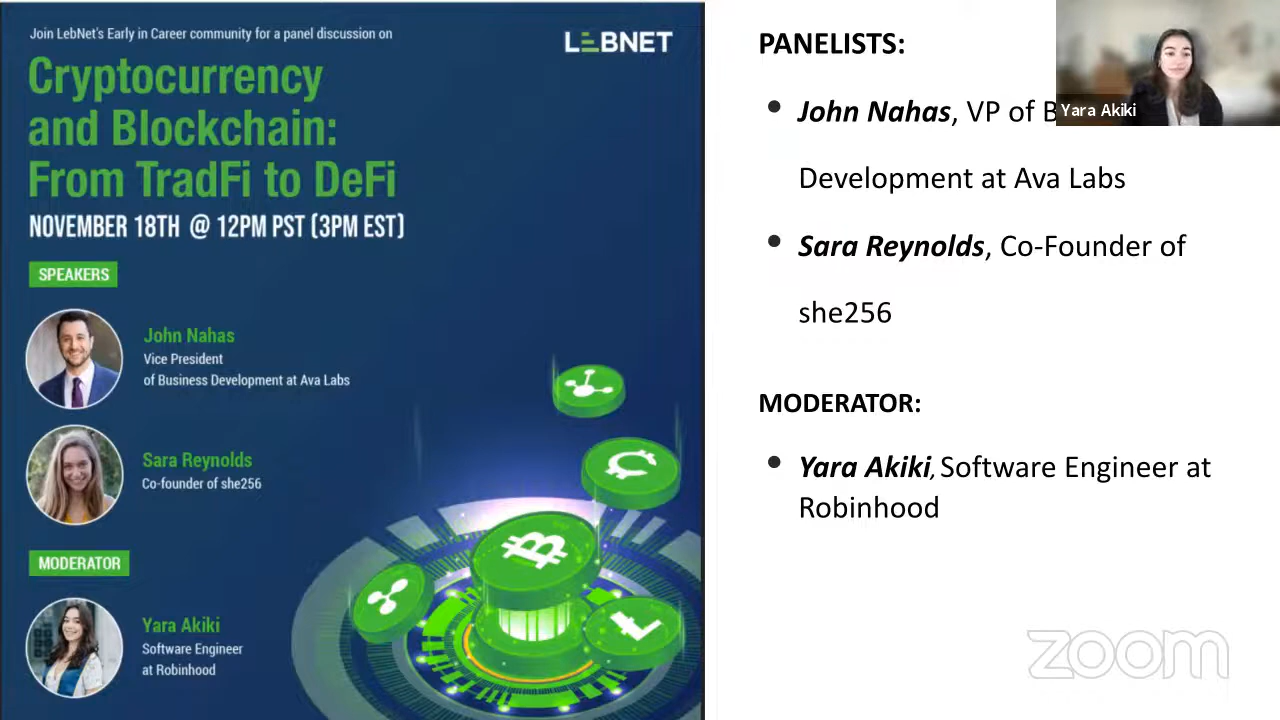 Join LebNet's Early in Career community for a panel discussion on
LEBNET
Cryptocurrency
and Blockchain:
From TradFi to DeFi
NOVEMBER 18TH @ 12PM PST (3PM EST)
SPEAKERS
John Nahas
Vice President
of Business Development at Ava Labs
Sara Reynolds
Co-founder of she256
MODERATOR
Yara Akiki
Software Engineer
at Robinhood
PANELISTS:
• John Nahas, VP of B
Development at Ava Labs
• Sara Reynolds, Co-Founder of
she256
MODERATOR:
• Yara Akiki, Software Engineer at
Robinhood
Yara Akiki
zoom